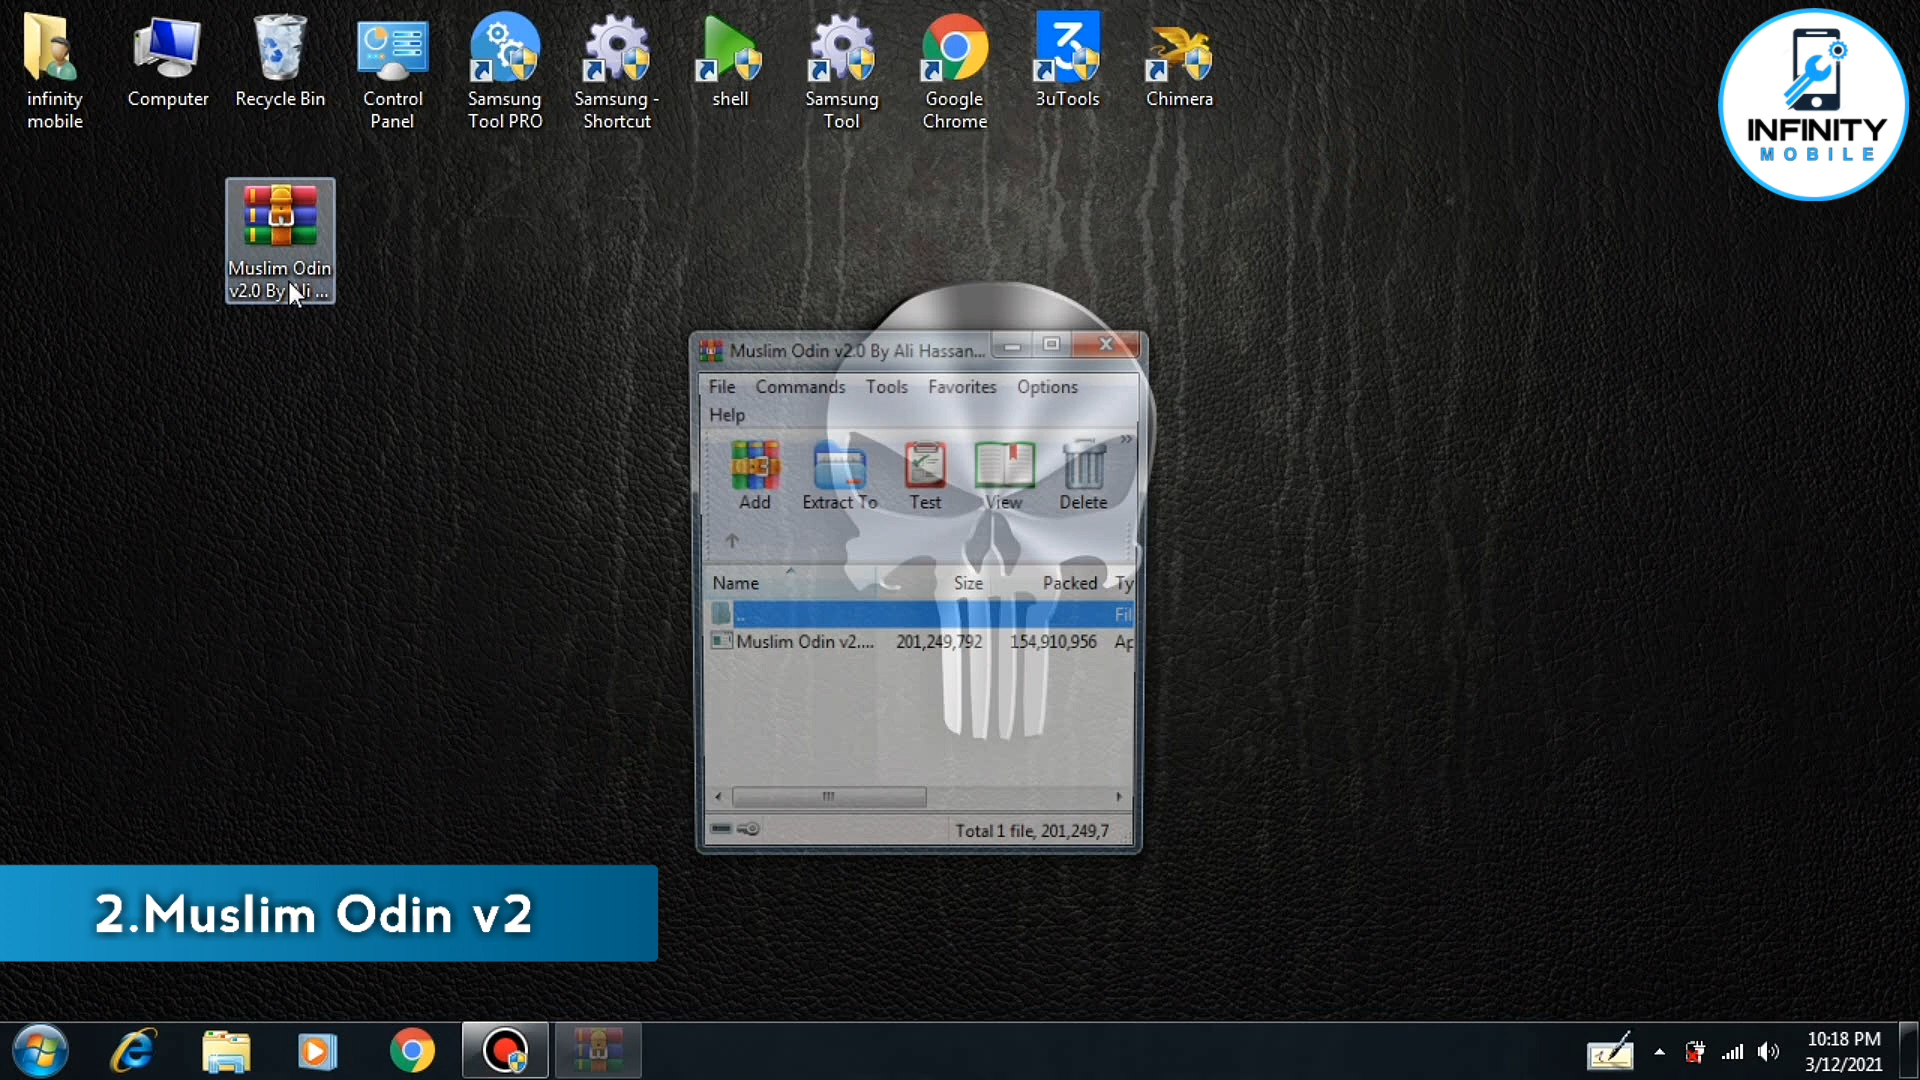 infinity
mobile
Computer
Recycle Bin
Control
Panel
Samsung
Tool PRO
Samsung -
Shortcut
shell
Samsung
Tool
Google
Chrome
3uTools
Chimera
INFINITY
MOBILE
Muslim Odin
v2.0 By Ali ...
Muslim Odin v2.0 By Ali Hassan...
File Commands Tools Favorites Options
Help
Add Extract To Test View Delete
Name Size Packed Ty
.. Fil
Muslim Odin v2.... 201,249,792 154,910,956 Ap
Total 1 file, 201,249,7
2.Muslim Odin v2
10:18 PM
3/12/2021